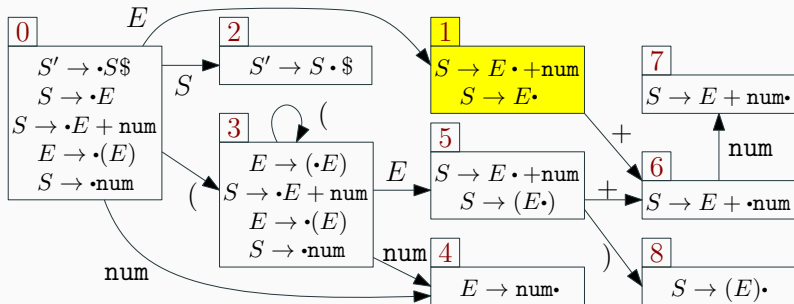 E
0
S′ → •S$
S → •E
S → •E + num
E → •(E)
S → •num
S
2
S′ → S • $
1
S → E • +num
S → E•
7
S → E + num•
(
3
E → (•E)
S → •E + num
E → •(E)
S → •num
(
E
5
S → E • +num
S → (E•)
+
+
6
S → E + •num
num
num
num
4
E → num•
)
8
S → (E)•